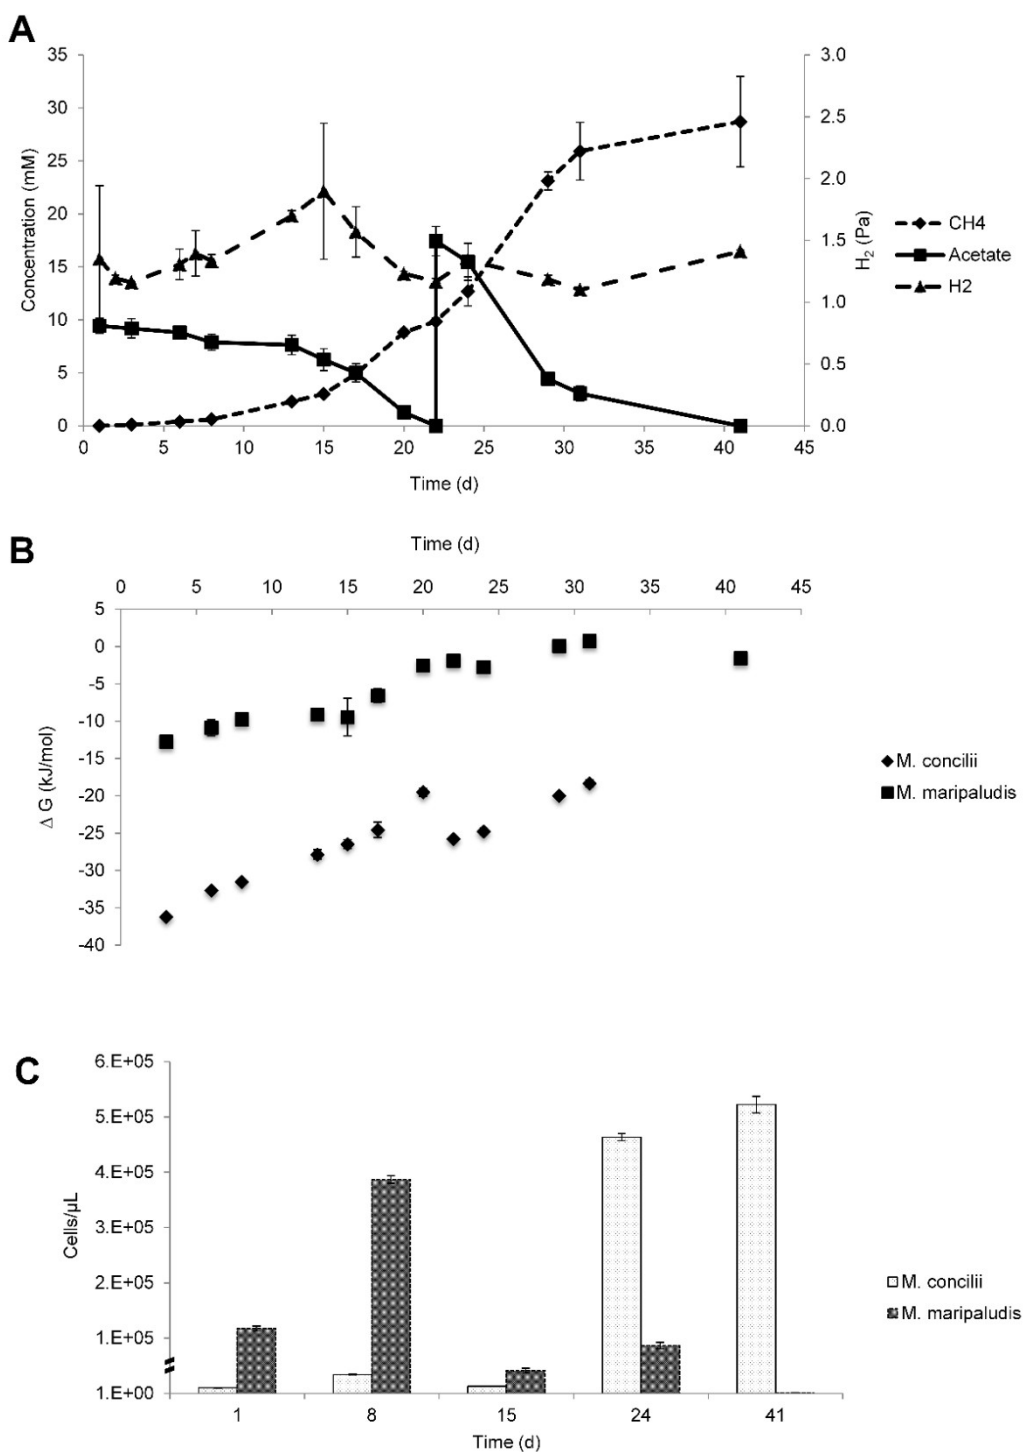 A
35
30
25
20
15
10
5
0
Concentration (mM)
3.0
2.5
2.0
1.5
1.0
0.5
0.0
H₂ (Pa)
0 5 10 15 20 25 30 35 40 45
Time (d)
CH4
Acetate
H2
B
Time (d)
0 5 10 15 20 25 30 35 40 45
5
0
-5
-10
-15
-20
-25
-30
-35
-40
Δ G (kJ/mol)
M. concilii
M. maripaludis
C
6.E+05
5.E+05
4.E+05
3.E+05
2.E+05
1.E+05
1.E+00
Cells/µL
1 8 15 24 41
Time (d)
M. concilii
M. maripaludis